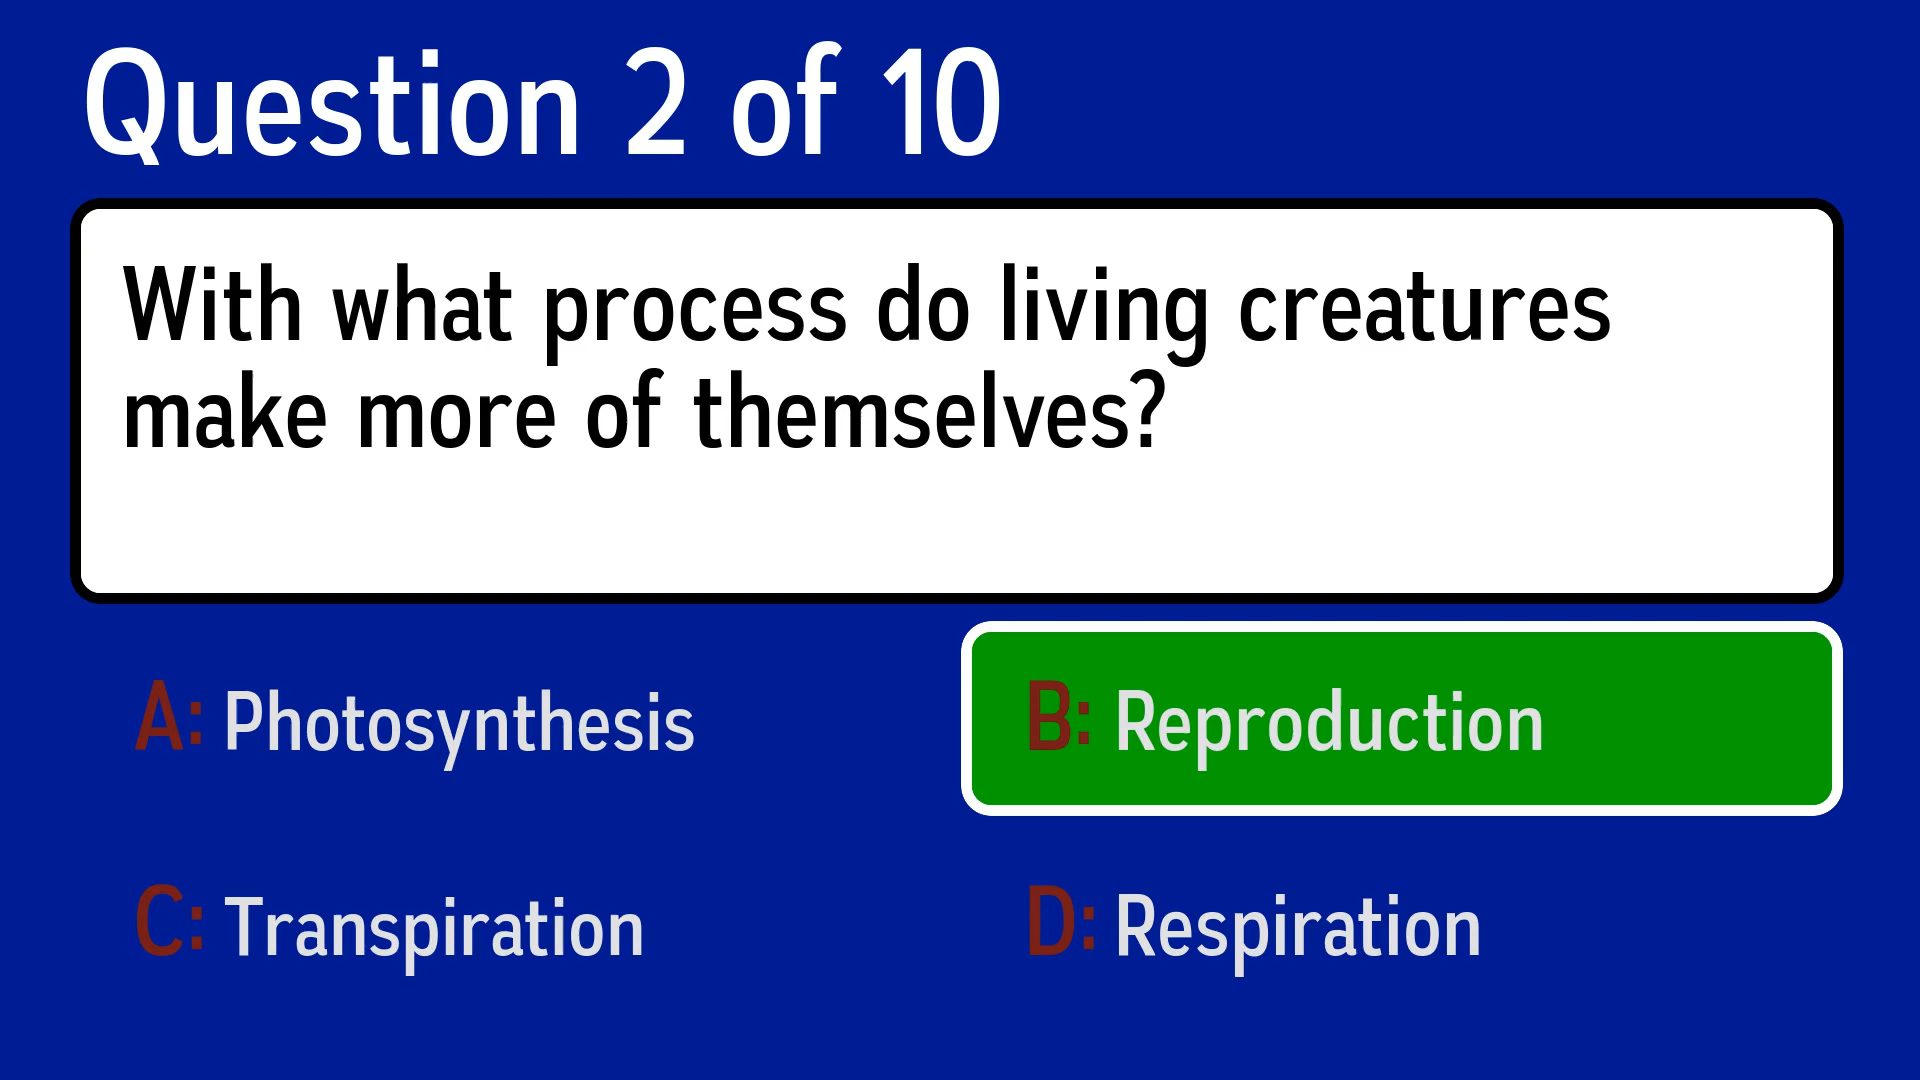 Question 2 of 10
With what process do living creatures
make more of themselves?
A: Photosynthesis
B: Reproduction
C: Transpiration
D: Respiration